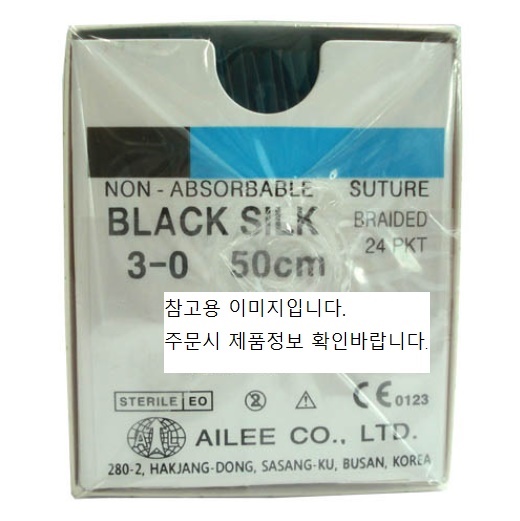 NON - ABSORBABLE SUTURE
BLACK SILK BRAIDED
24 PKT
3-0 50cm
참고용 이미지입니다.
주문시 제품정보 확인바랍니다.
STERILE EO 2 CE 0123
AILEE CO., LTD.
280-2, HAKJANG-DONG, SASANG-KU, BUSAN, KOREA